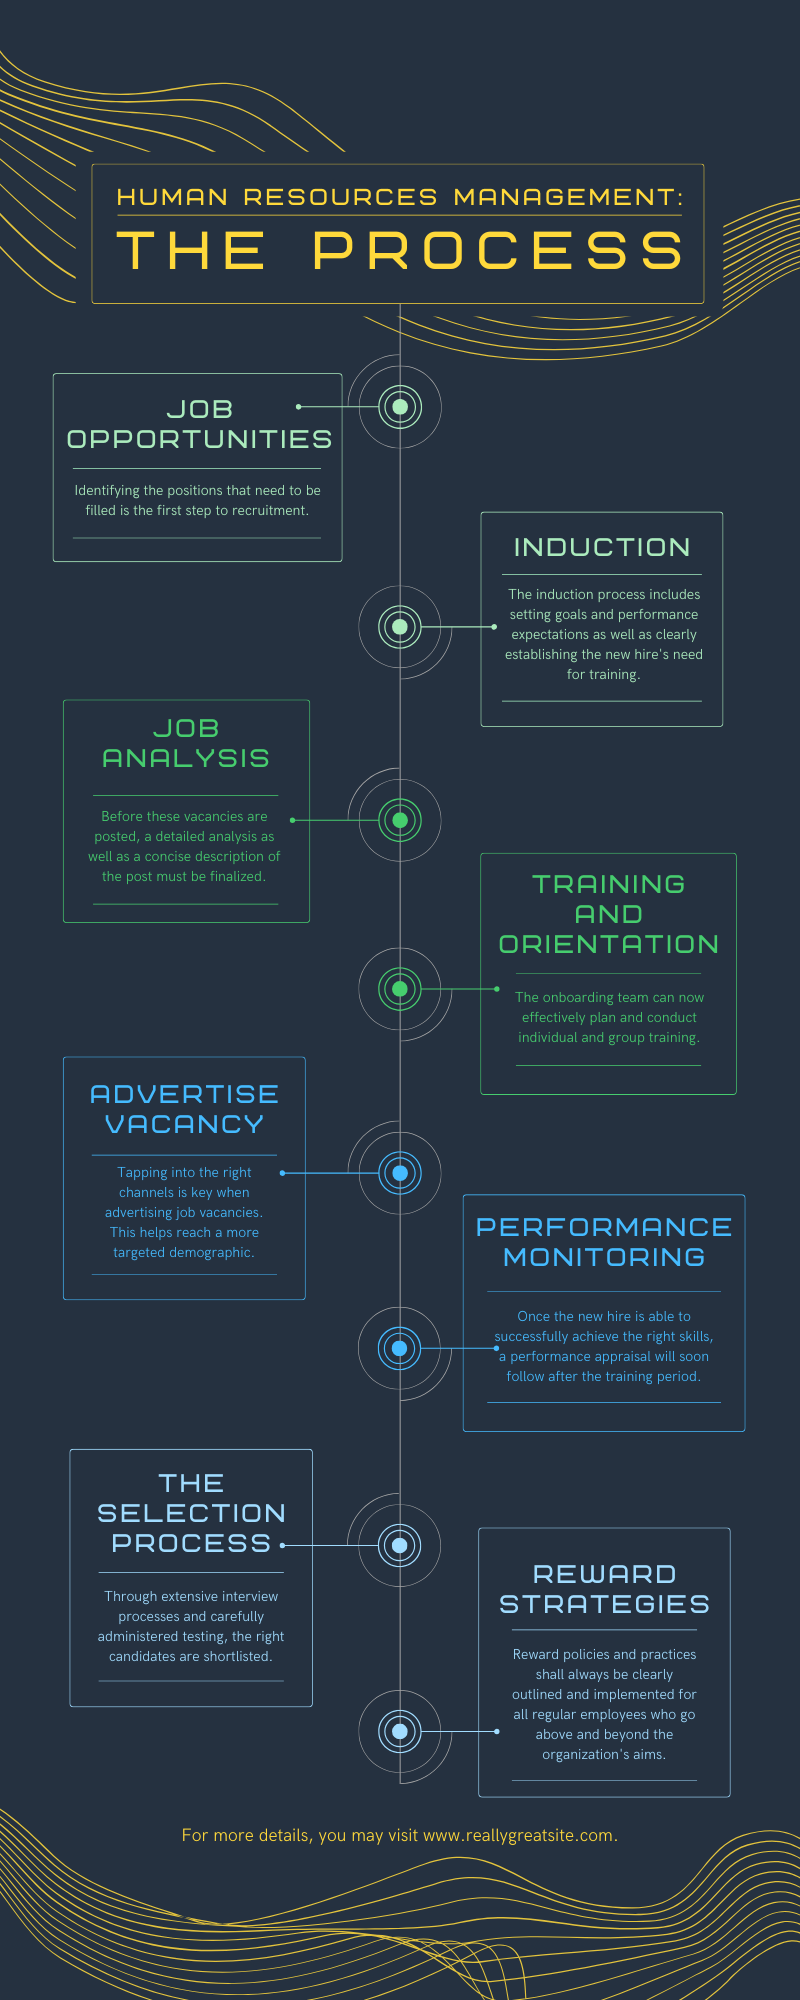 HUMAN RESOURCES MANAGEMENT:
THE PROCESS
JOB
OPPORTUNITIES
Identifying the positions that need to be
filled is the first step to recruitment.
INDUCTION
The induction process includes
setting goals and performance
expectations as well as clearly
establishing the new hire's need
for training.
JOB
ANALYSIS
Before these vacancies are
posted, a detailed analysis as
well as a concise description of
the post must be finalized.
TRAINING
AND
ORIENTATION
The onboarding team can now
effectively plan and conduct
individual and group training.
ADVERTISE
VACANCY
Tapping into the right
channels is key when
advertising job vacancies.
This helps reach a more
targeted demographic.
PERFORMANCE
MONITORING
Once the new hire is able to
successfully achieve the right skills,
a performance appraisal will soon
follow after the training period.
THE
SELECTION
PROCESS
Through extensive interview
processes and carefully
administered testing, the right
candidates are shortlisted.
REWARD
STRATEGIES
Reward policies and practices
shall always be clearly
outlined and implemented for
all regular employees who go
above and beyond the
organization's aims.
For more details, you may visit www.reallygreatsite.com.